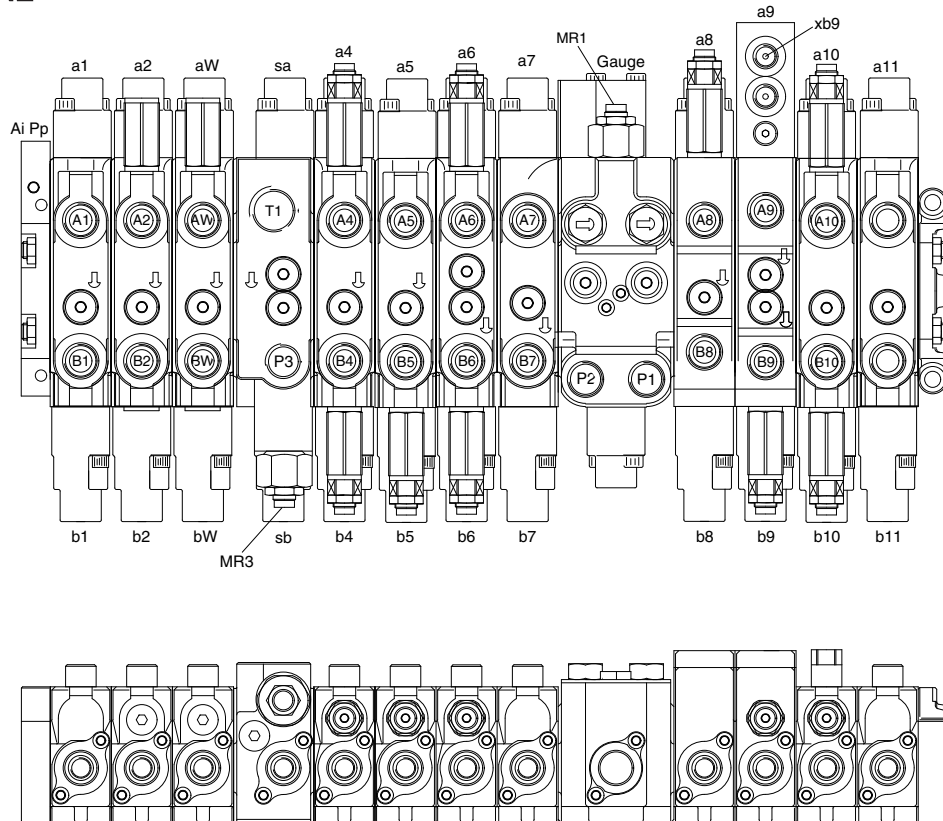 a9
xb9
MR1
a1 a2 aW sa a4 a5 a6 a7 Gauge a8 a10 a11
Ai Pp
A1 A2 AW T1 A4 A5 A6 A7 A8 A9 A10
B1 B2 BW P3 B4 B5 B6 B7 P2 P1 B8 B9 B10
b1 b2 bW sb b4 b5 b6 b7 b8 b9 b10 b11
MR3